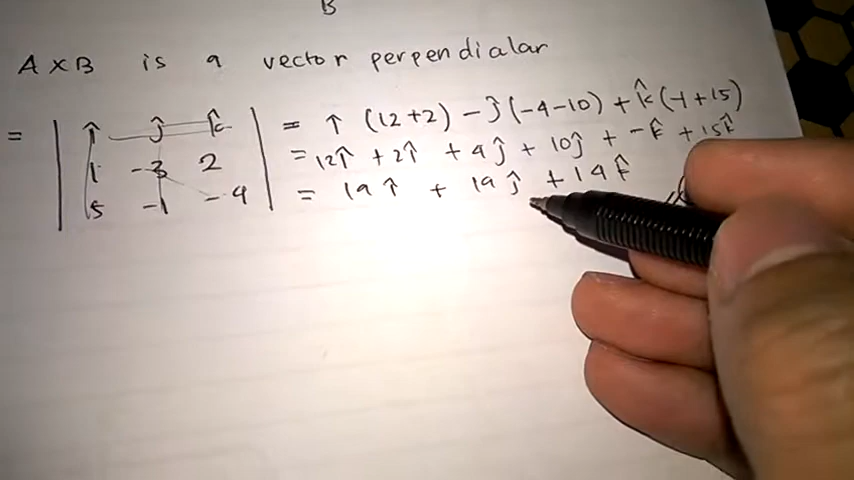 B
A×B is a vector perpendialar
= | î ĵ k̂ | = î (12+2) - ĵ(-4-10) + k̂(-1+15)
| 1 -3 2 | = 12î + 2î + 4ĵ + 10ĵ + -k̂ + 15k̂
| 5 -1 -4 | = 14 î + 14 ĵ + 14 k̂